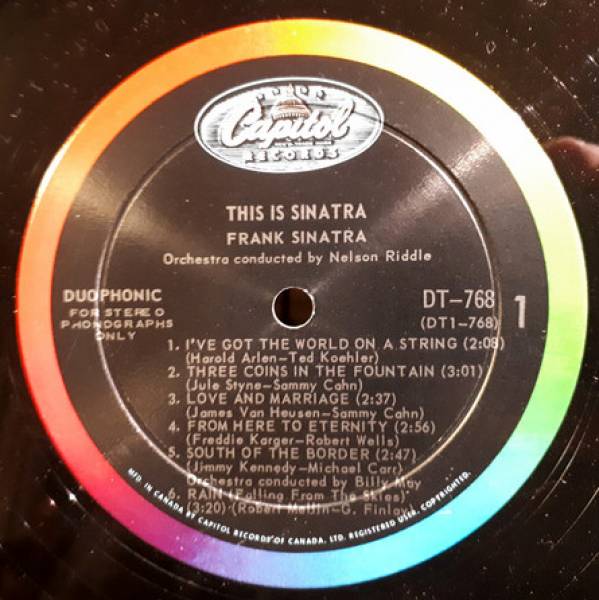 Capitol
RECORDS
THIS IS SINATRA
FRANK SINATRA
Orchestra conducted by Nelson Riddle
DUOPHONIC
FOR STEREO
PHONOGRAPHS
ONLY
DT-768
(DT1-768)
1
1. I'VE GOT THE WORLD ON A STRING (2:08)
(Harold Arlen-Ted Koehler)
2. THREE COINS IN THE FOUNTAIN (3:01)
(Jule Styne-Sammy Cahn)
3. LOVE AND MARRIAGE (2:37)
(James Van Heusen-Sammy Cahn)
4. FROM HERE TO ETERNITY (2:56)
(Freddie Karger-Robert Wells)
5. SOUTH OF THE BORDER (2:47)
(Jimmy Kennedy-Michael Carr)
Orchestra conducted by Billy May
6. RAIN (Falling From The Skies)
(3:20) (Robert Mellin-G. Finlay)
MFD. IN CANADA BY CAPITOL RECORDS OF CANADA, LTD. REGISTERED USER. COPYRIGHTED.